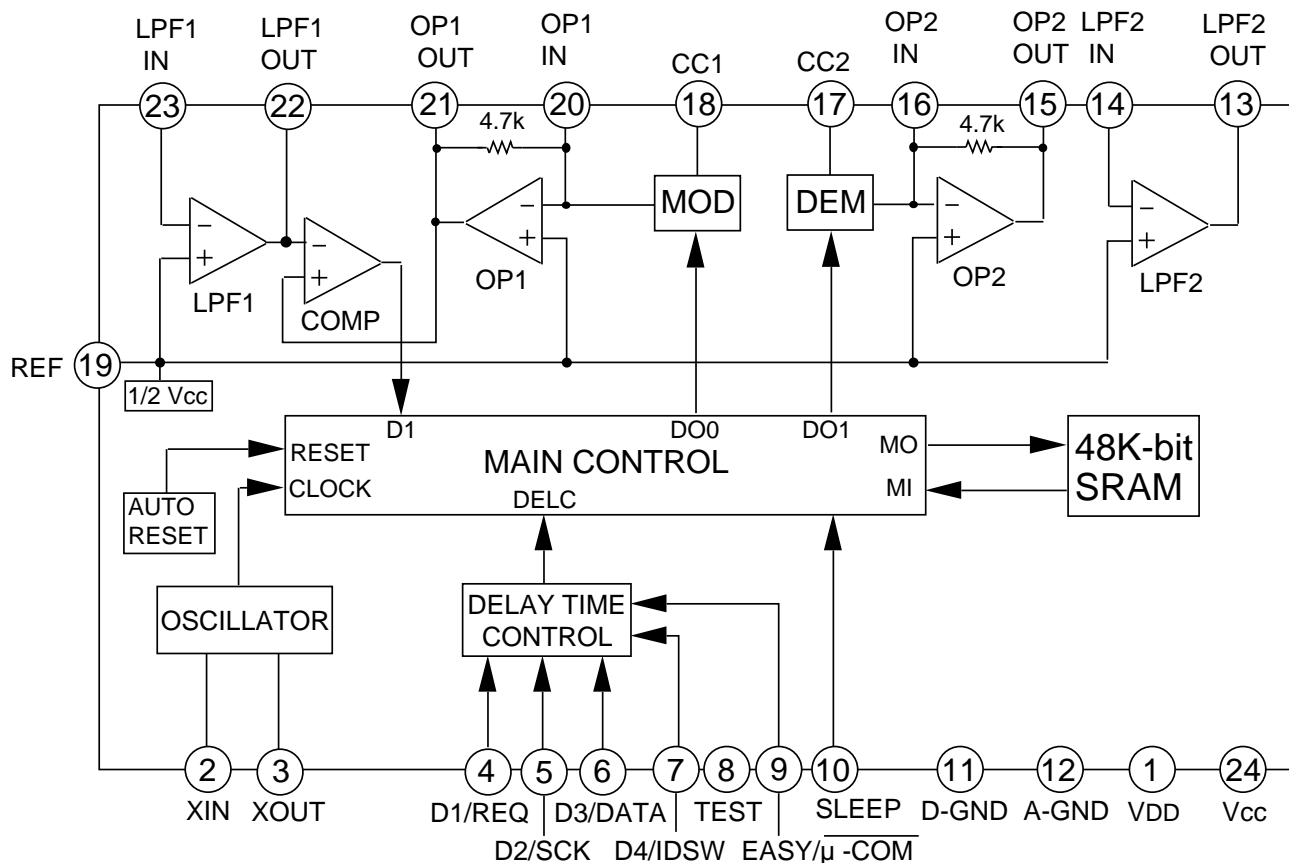 LPF1 IN
LPF1 OUT
OP1 OUT
OP1 IN
CC1
CC2
OP2 IN
OP2 OUT
LPF2 IN
LPF2 OUT
23
22
21
20
18
17
16
15
14
13
4.7k
4.7k
MOD
DEM
−
+
LPF1
−
+
COMP
−
+
OP1
−
+
OP2
−
+
LPF2
REF
19
1/2 Vcc
D1
DO0
DO1
RESET
CLOCK
MAIN CONTROL
DELC
MO
MI
48K-bit
SRAM
AUTO
RESET
OSCILLATOR
DELAY TIME
CONTROL
2
3
4
5
6
7
8
9
10
11
12
1
24
XIN
XOUT
D1/REQ
D3/DATA
TEST
SLEEP
D-GND
A-GND
VDD
Vcc
D2/SCK
D4/IDSW
EASY/µ -COM